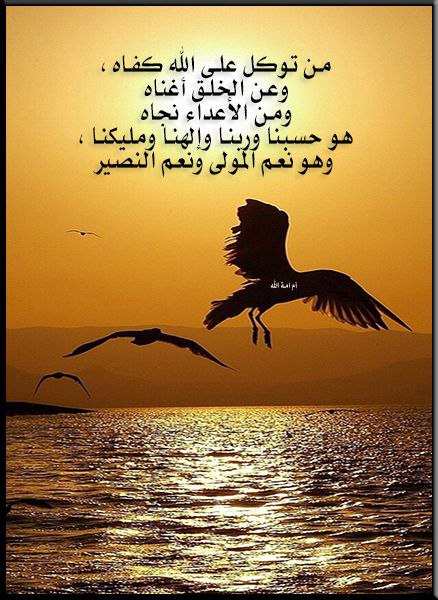 من توكل على الله كفاه ،
وعن الخلق أغناه
ومن الأعداء نجاه
هو حسبنا وربنا وإلهنا ومليكنا ،
وهو نعم المولى ونعم النصير
أم أمة الله